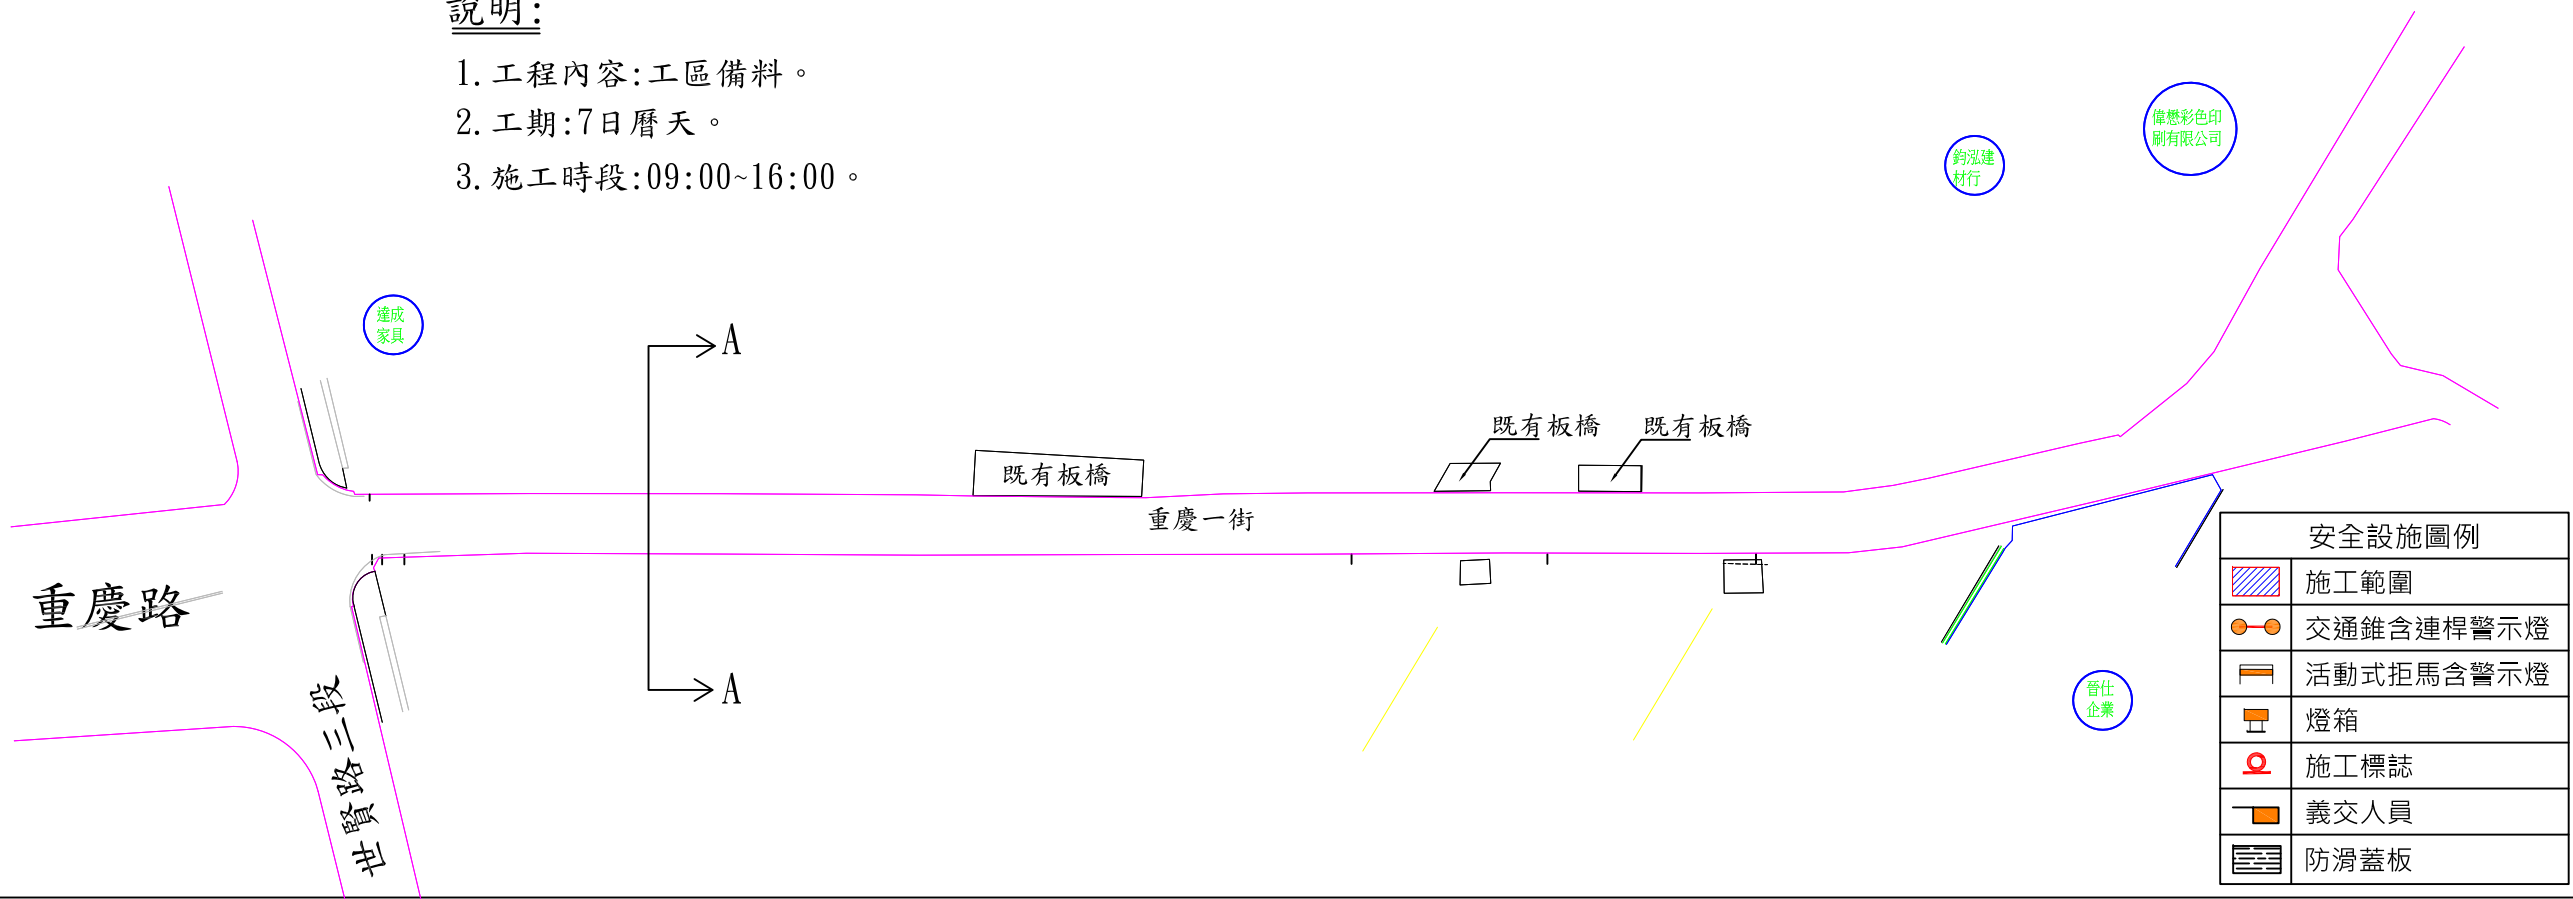 說明:
1. 工程內容:工區備料。
2. 工期:7日曆天。
3. 施工時段:09:00~16:00。
偉懋彩色印
刷有限公司
鈞泓建
材行
達成
家具
A
既有板橋
既有板橋
既有板橋
重慶一街
重慶路
世賢路三段
A
晉仕
企業
安全設施圖例
施工範圍
交通錐含連桿警示燈
活動式拒馬含警示燈
燈箱
施工標誌
義交人員
防滑蓋板